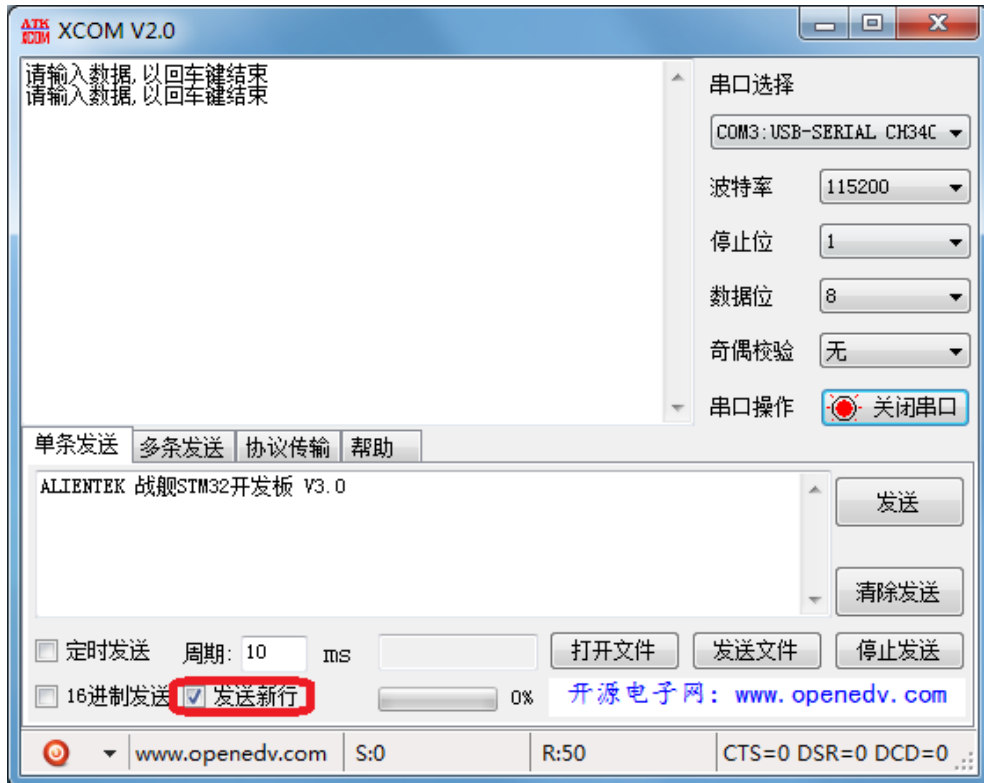 ATK XCOM XCOM V2.0
请输入数据,以回车键结束
请输入数据,以回车键结束
串口选择
COM3:USB-SERIAL CH340
波特率 115200
停止位 1
数据位 8
奇偶校验 无
串口操作 关闭串口
单条发送 多条发送 协议传输 帮助
ALIENTEK 战舰STM32开发板 V3.0
发送
清除发送
定时发送 周期: 10 ms 打开文件 发送文件 停止发送
16进制发送 发送新行 0% 开源电子网: www.openedv.com
www.openedv.com S:0 R:50 CTS=0 DSR=0 DCD=0